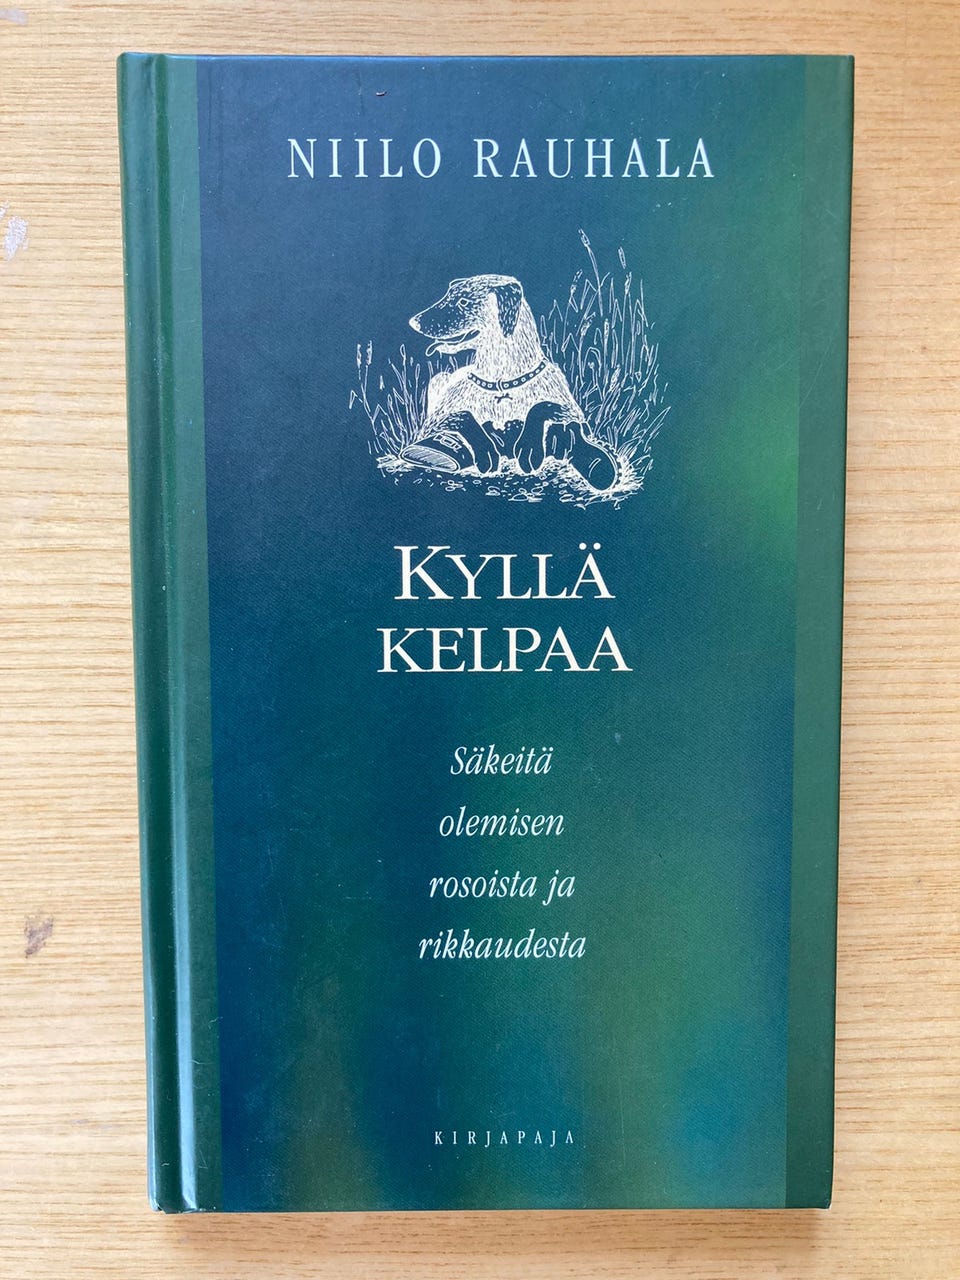 NIILO RAUHALA
KYLLÄ
KELPAA
Säkeitä
olemisen
rosoista ja
rikkaudesta
KIRJAPAJA